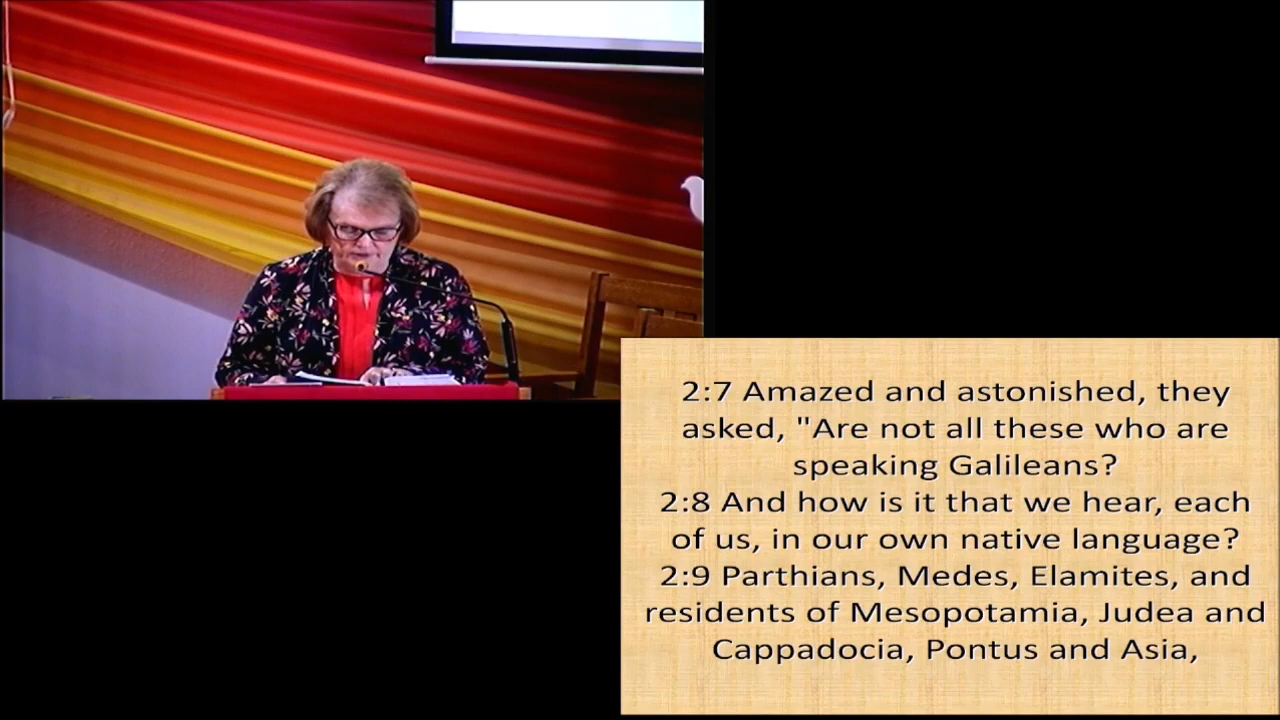 2:7 Amazed and astonished, they
asked, "Are not all these who are
speaking Galileans?
2:8 And how is it that we hear, each
of us, in our own native language?
2:9 Parthians, Medes, Elamites, and
residents of Mesopotamia, Judea and
Cappadocia, Pontus and Asia,